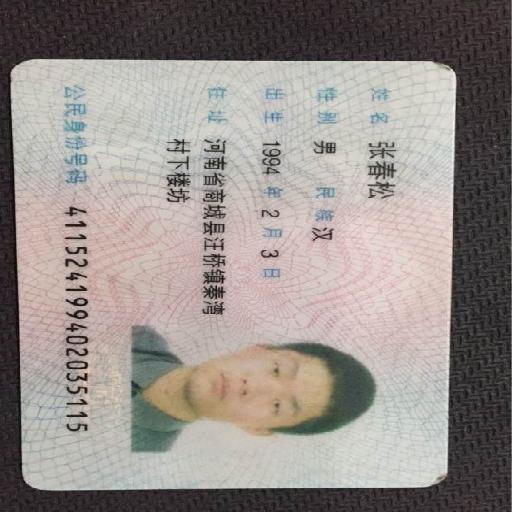 姓名 张春松
性别 男 民族 汉
出生 1994 年 2 月 3 日
住址 河南省商城县汪桥镇秦湾
村下楼坊
公民身份号码 411524199402035115